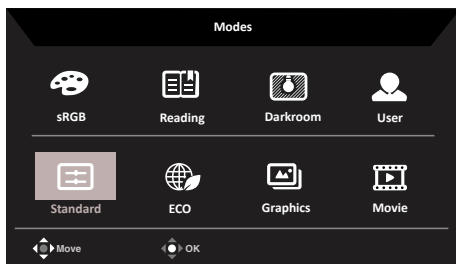 Modes
sRGB Reading Darkroom User
Standard ECO Graphics Movie
Move OK